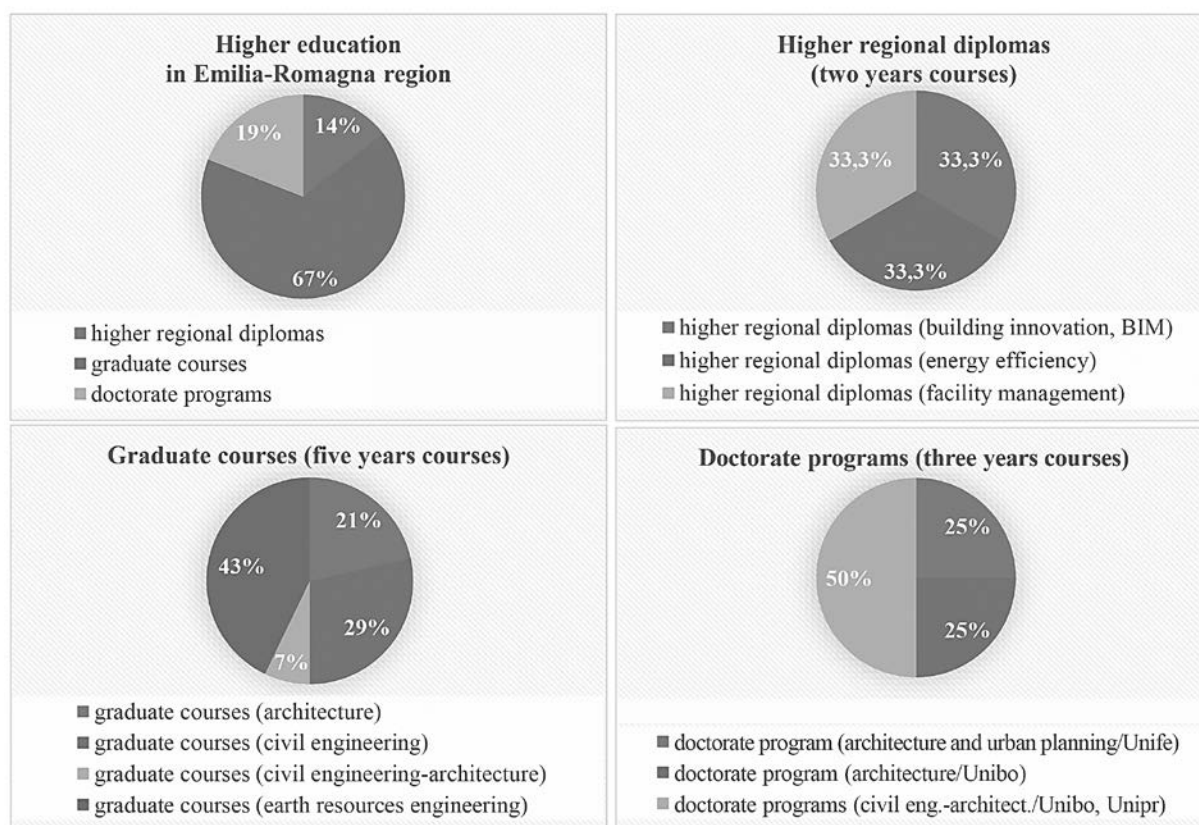 Higher education
in Emilia-Romagna region
19%
14%
67%
■ higher regional diplomas
■ graduate courses
■ doctorate programs
Higher regional diplomas
(two years courses)
33,3%
33,3%
33,3%
■ higher regional diplomas (building innovation, BIM)
■ higher regional diplomas (energy efficiency)
■ higher regional diplomas (facility management)
Graduate courses (five years courses)
21%
43%
29%
7%
■ graduate courses (architecture)
■ graduate courses (civil engineering)
■ graduate courses (civil engineering-architecture)
■ graduate courses (earth resources engineering)
Doctorate programs (three years courses)
25%
50%
25%
■ doctorate program (architecture and urban planning/Unife)
■ doctorate program (architecture/Unibo)
■ doctorate programs (civil eng.-architect./Unibo, Unipr)